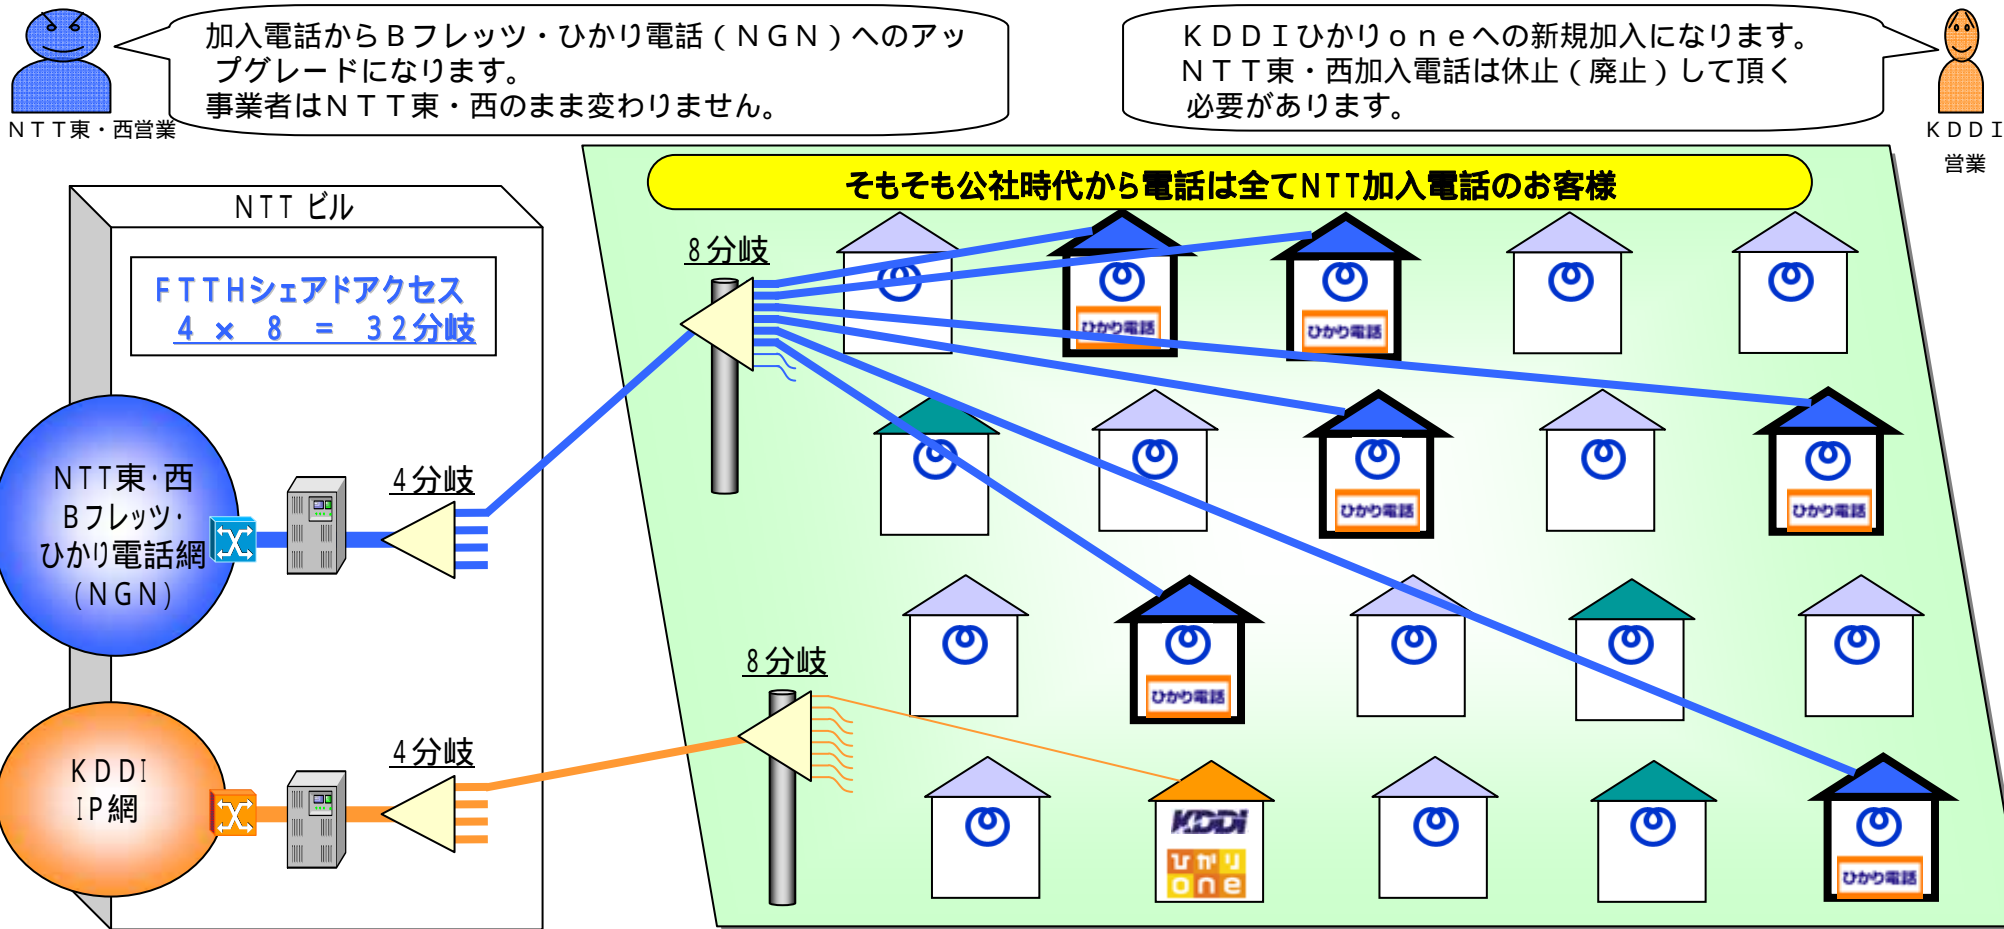 加入電話からBフレッツ・ひかり電話(NGN)へのアッ
プグレードになります。
事業者はNTT東・西のまま変わりません。
NTT東・西営業
KDDIひかりoneへの新規加入になります。
NTT東・西加入電話は休止(廃止)して頂く
必要があります。
KDDI
営業
そもそも公社時代から電話は全てNTT加入電話のお客様
NTTビル
FTTHシェアドアクセス
4 × 8 = 32分岐
8分岐
ひかり電話
ひかり電話
NTT東・西
Bフレッツ・
ひかり電話網
(NGN)
4分岐
ひかり電話
ひかり電話
8分岐
ひかり電話
KDDI
IP網
4分岐
KDDI
ひかり
one
ひかり電話